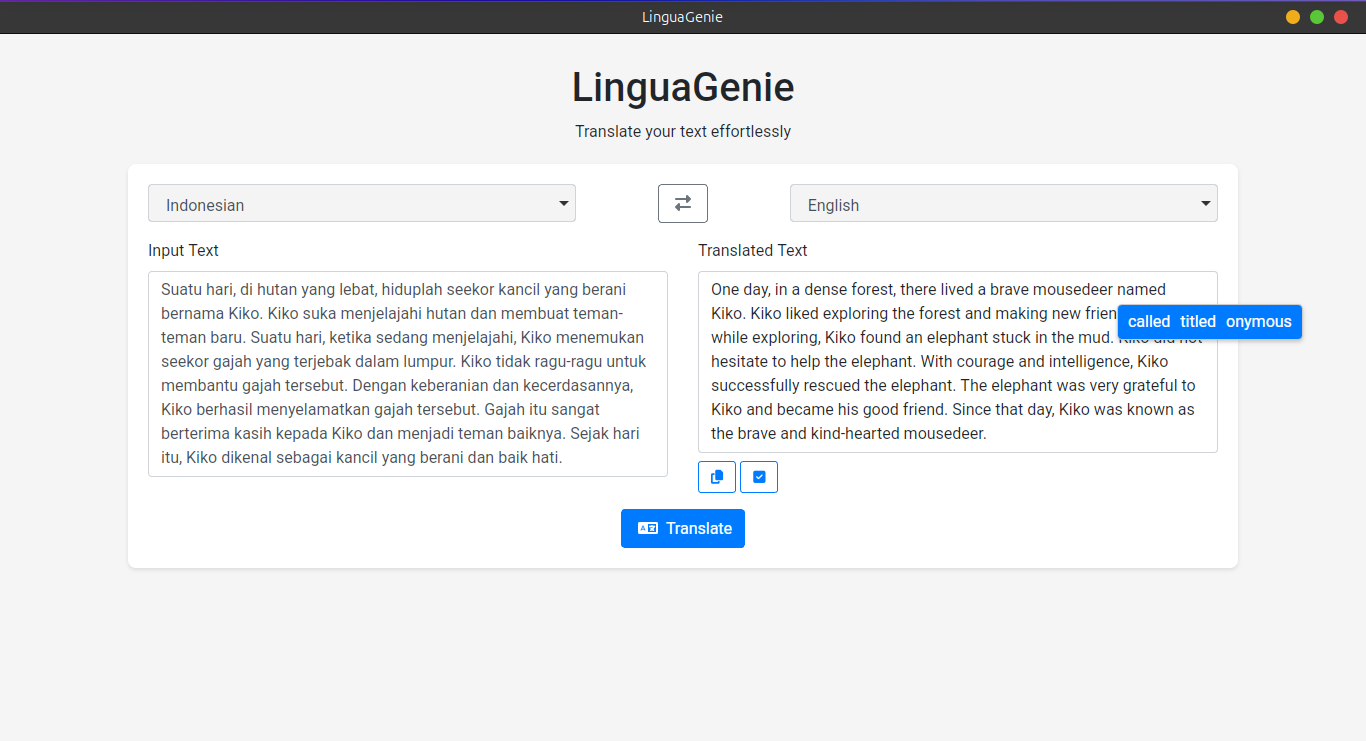 LinguaGenie
LinguaGenie
Translate your text effortlessly
Indonesian
English
Input Text
Translated Text
Suatu hari, di hutan yang lebat, hiduplah seekor kancil yang berani
bernama Kiko. Kiko suka menjelajahi hutan dan membuat teman-
teman baru. Suatu hari, ketika sedang menjelajahi, Kiko menemukan
seekor gajah yang terjebak dalam lumpur. Kiko tidak ragu-ragu untuk
membantu gajah tersebut. Dengan keberanian dan kecerdasannya,
Kiko berhasil menyelamatkan gajah tersebut. Gajah itu sangat
berterima kasih kepada Kiko dan menjadi teman baiknya. Sejak hari
itu, Kiko dikenal sebagai kancil yang berani dan baik hati.
One day, in a dense forest, there lived a brave mousedeer named
Kiko. Kiko liked exploring the forest and making new
while exploring, Kiko found an elephant stuck in the mud. Kiko did not
hesitate to help the elephant. With courage and intelligence, Kiko
successfully rescued the elephant. The elephant was very grateful to
Kiko and became his good friend. Since that day, Kiko was known as
the brave and kind-hearted mousedeer.
called titled onymous
Translate